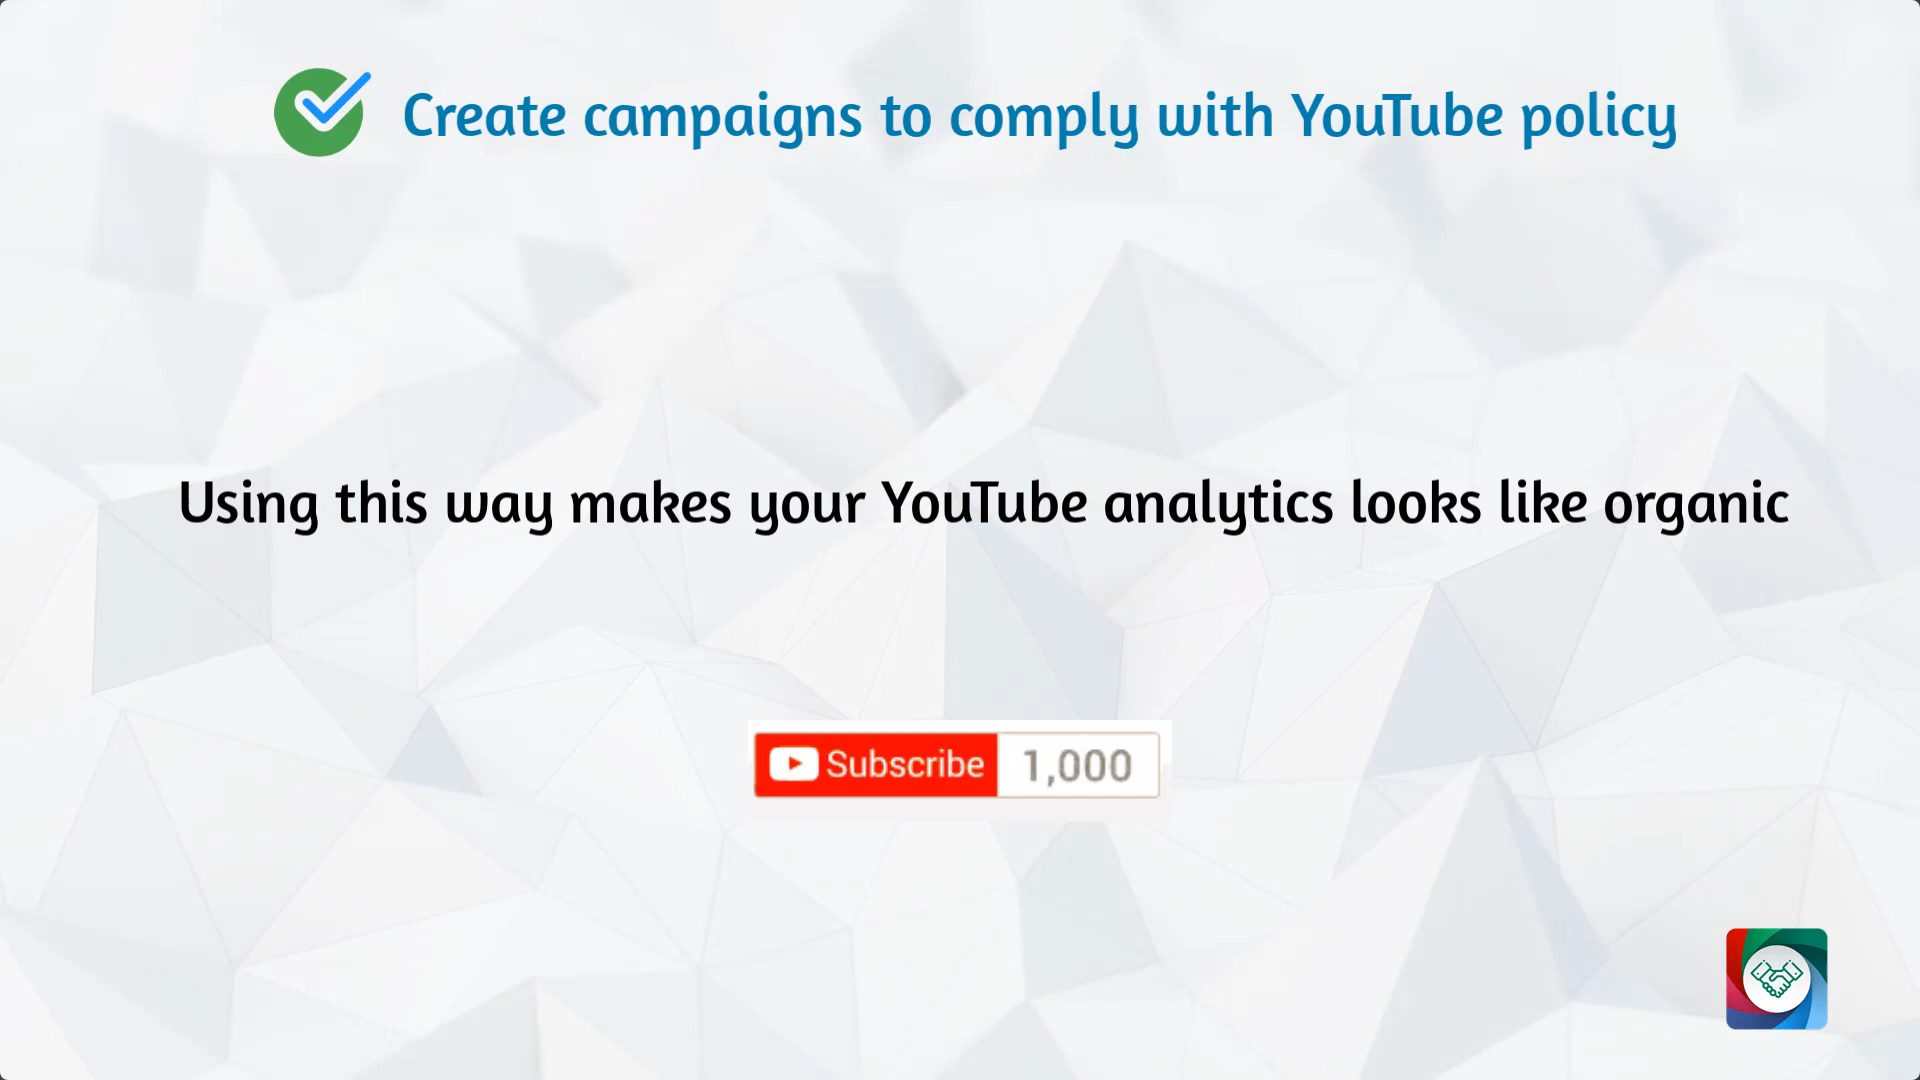 Create campaigns to comply with YouTube policy
Using this way makes your YouTube analytics looks like organic
Subscribe 1,000